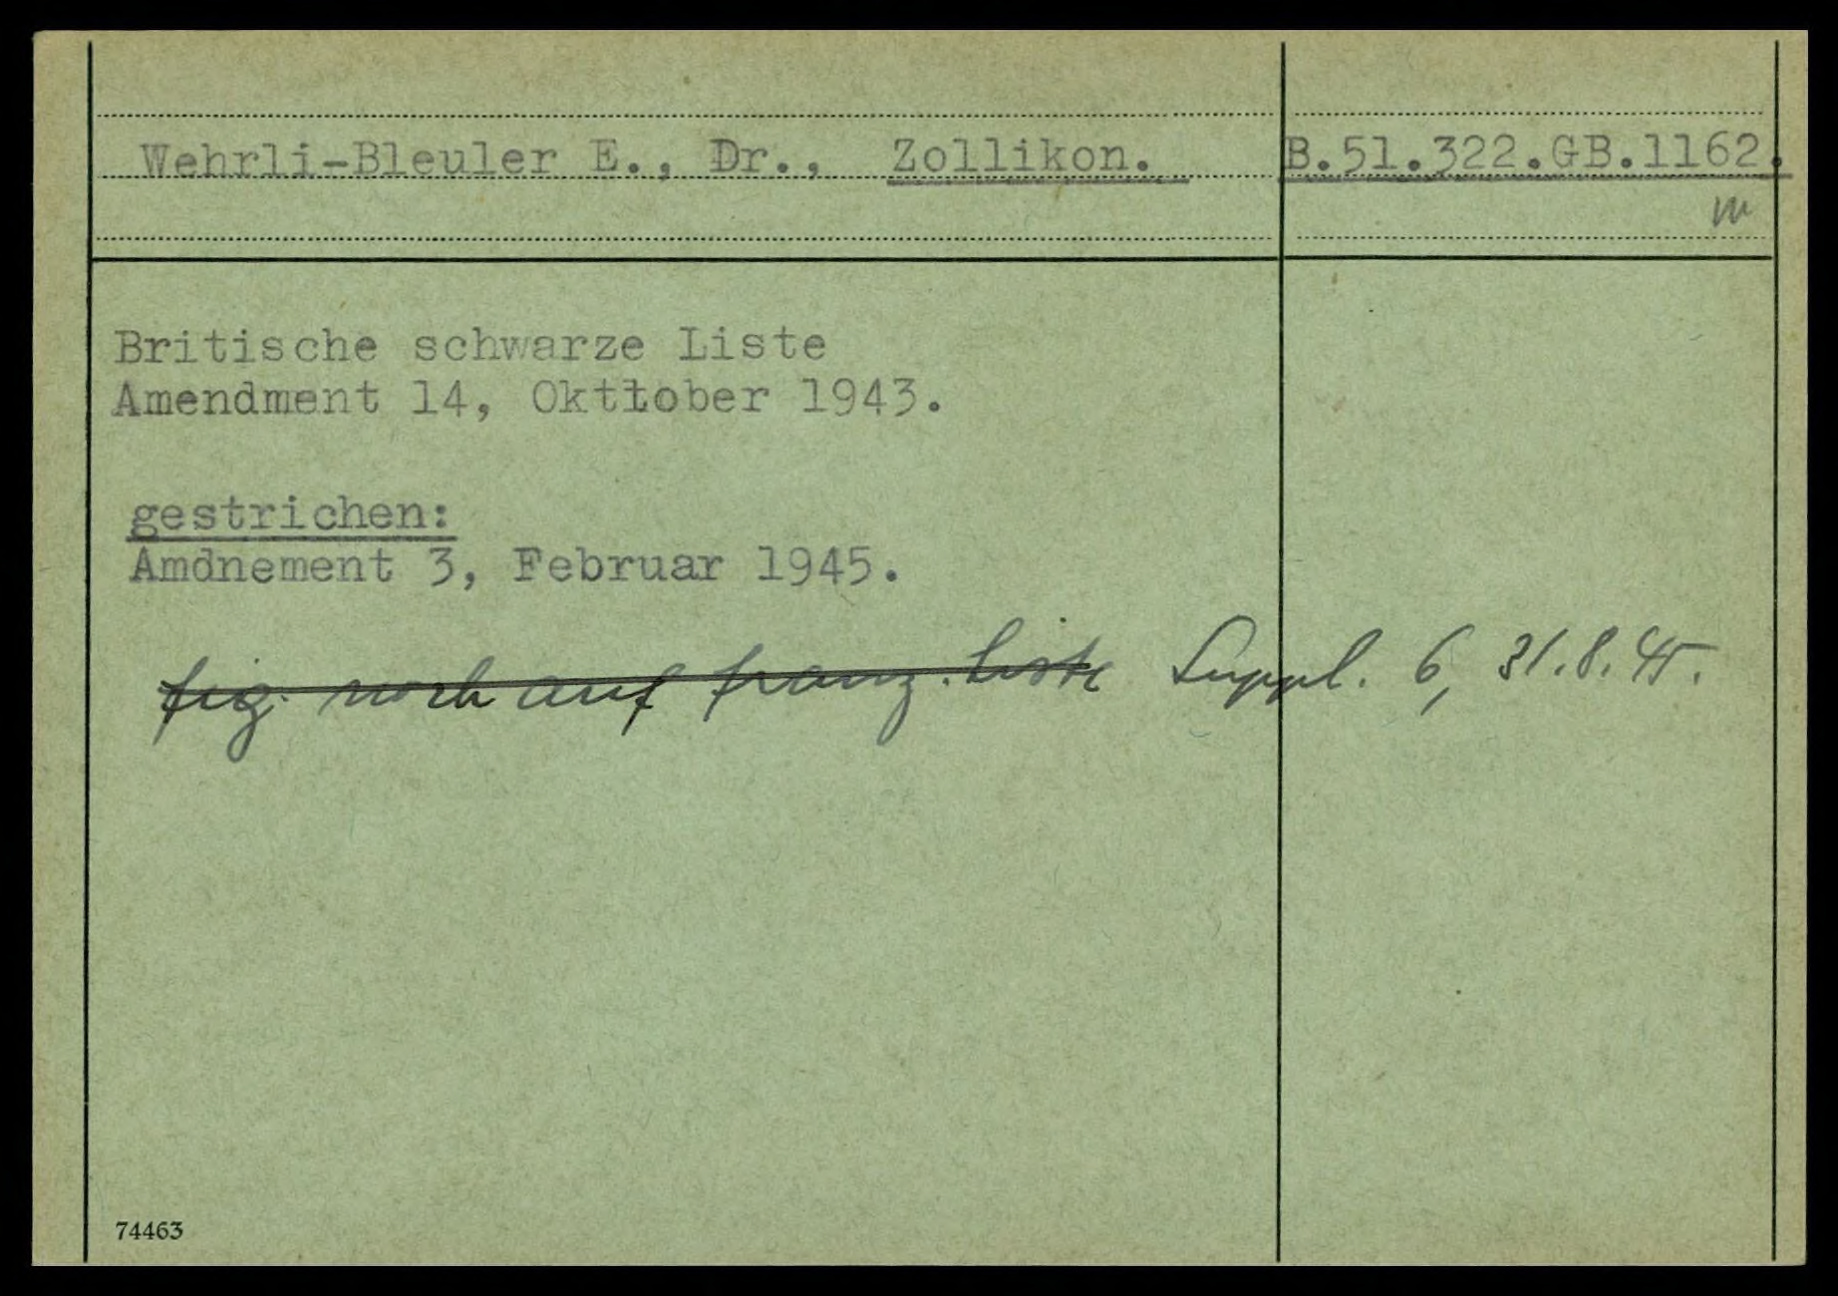 Wehrli-Bleuler E., Dr., Zollikon. B.51.322.GB.1162.
Britische schwarze Liste
Amendment 14, Okttober 1943.
gestrichen:
Amdnement 3, Februar 1945.
fig. noch auf franz. Liste Suppl. 6, 31.8.45.
74463